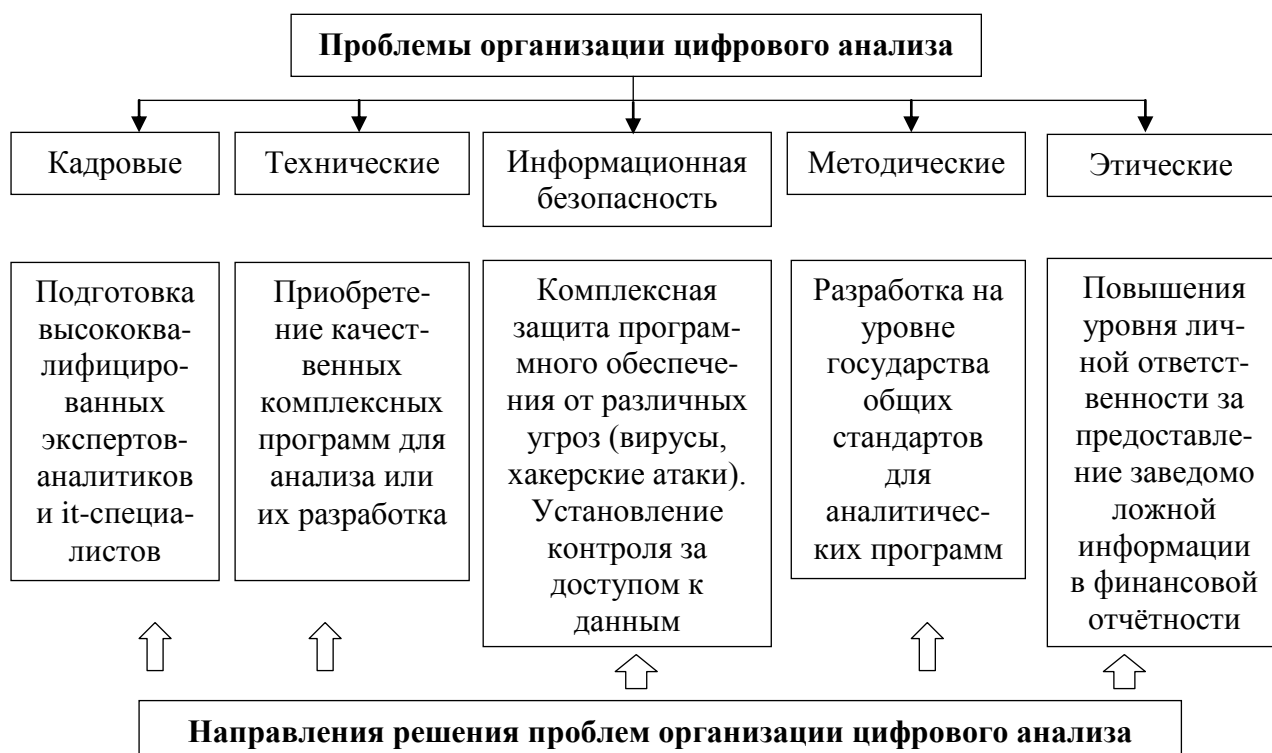 Проблемы организации цифрового анализа
Кадровые
Технические
Информационная
безопасность
Методические
Этические
Подготовка
высококва-
лифициро-
ванных
экспертов-
аналитиков
и it-специа-
листов
Приобрете-
ние качест-
венных
комплексных
программ для
анализа или
их разработка
Комплексная
защита програм-
много обеспече-
ния от различных
угроз (вирусы,
хакерские атаки).
Установление
контроля за
доступом к
данным
Разработка на
уровне
государства
общих
стандартов
для
аналитичес-
ких программ
Повышения
уровня лич-
ной ответст-
венности за
предоставле-
ние заведомо
ложной
информации
в финансовой
отчётности
Направления решения проблем организации цифрового анализа